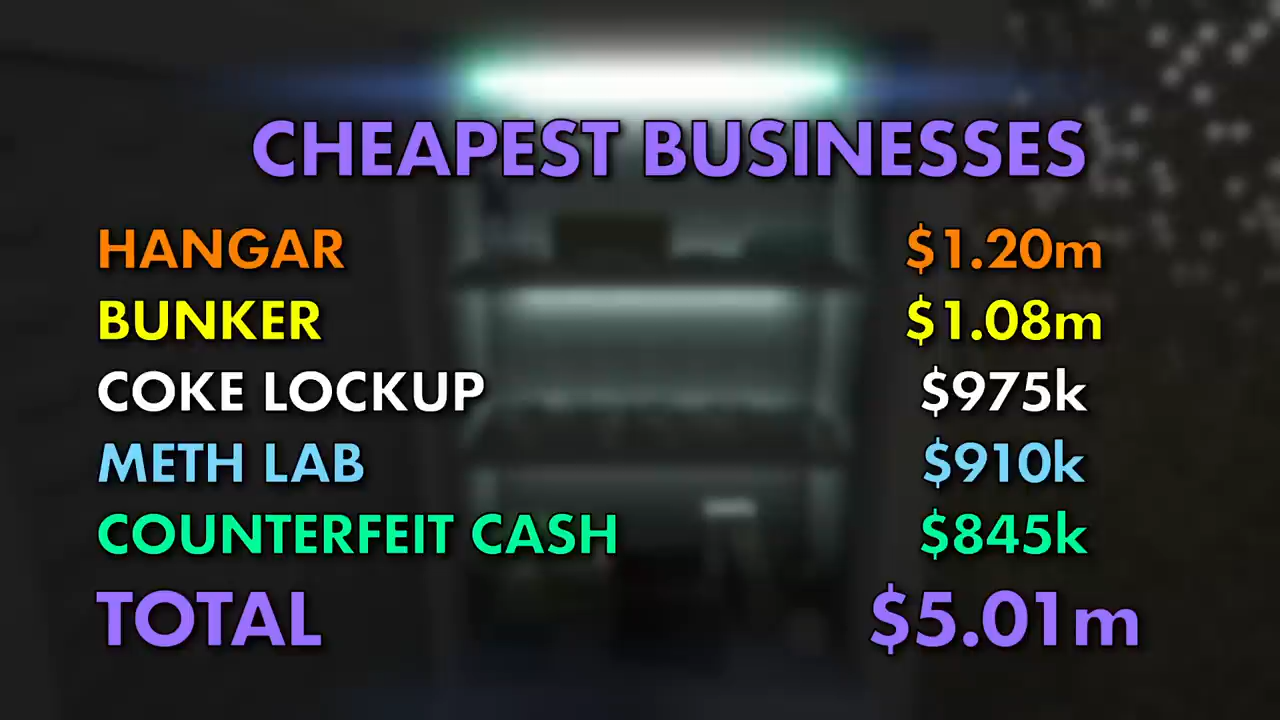 CHEAPEST BUSINESSES
HANGAR $1.20m
BUNKER $1.08m
COKE LOCKUP $975k
METH LAB $910k
COUNTERFEIT CASH $845k
TOTAL $5.01m